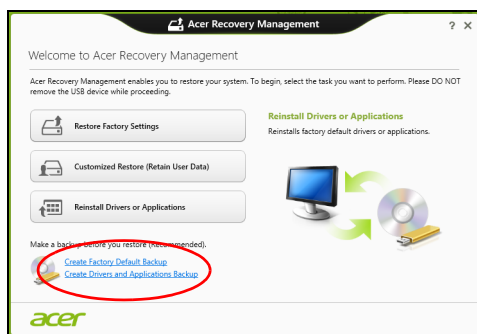 Acer Recovery Management
? ×
Welcome to Acer Recovery Management
Acer Recovery Management enables you to restore your system. To begin, select the task you want to perform. Please DO NOT
remove the USB device while proceeding.
Restore Factory Settings
Customized Restore (Retain User Data)
Reinstall Drivers or Applications
Reinstall Drivers or Applications
Reinstalls factory default drivers or applications.
Make a backup before you restore (Recommended).
Create Factory Default Backup
Create Drivers and Applications Backup
acer